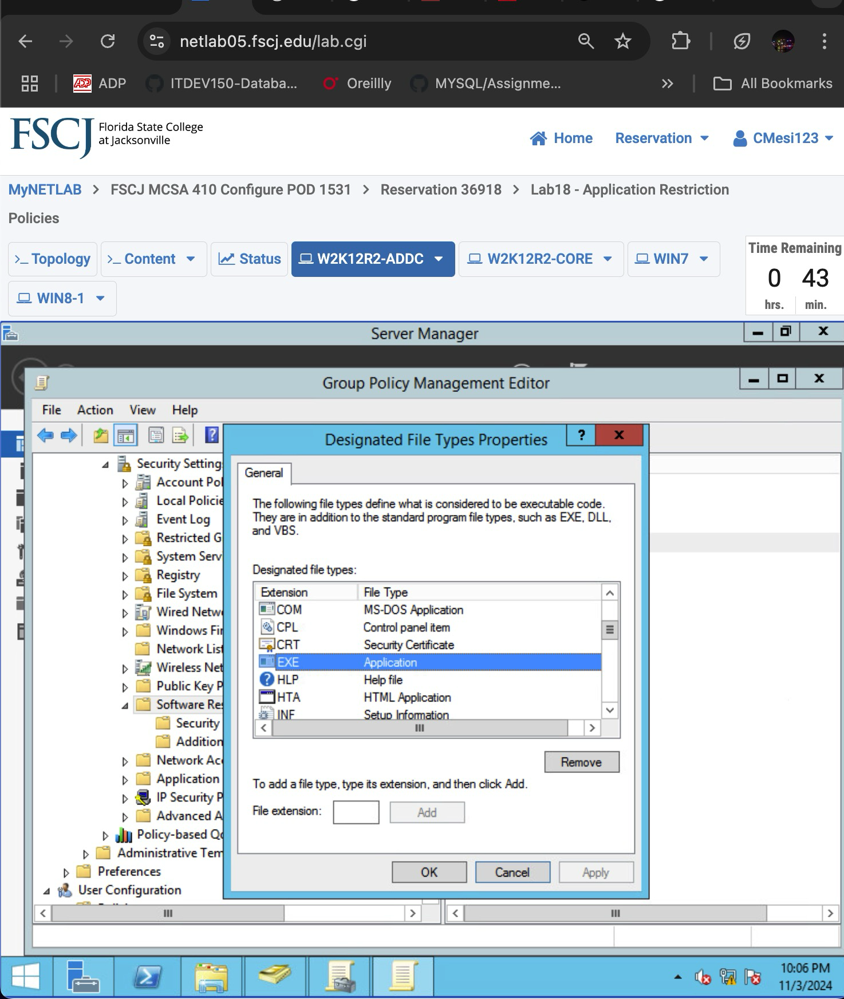 netlab05.fscj.edu/lab.cgi
ADP
ITDEV150-Databa...
Oreillly
MYSQL/Assignme...
All Bookmarks
FSCJ Florida State College
at Jacksonville
Home
Reservation
CMesi123
MyNETLAB > FSCJ MCSA 410 Configure POD 1531 > Reservation 36918 > Lab18 - Application Restriction
Policies
>_ Topology
>_ Content
Status
W2K12R2-ADDC
W2K12R2-CORE
WIN7
WIN8-1
Time Remaining
0 43
hrs. min.
Server Manager
Group Policy Management Editor
File Action View Help
Security Setting
Account Pol
Local Policie
Event Log
Restricted G
System Serv
Registry
File System
Wired Netw
Windows Fir
Network List
Wireless Net
Public Key P
Software Res
Security
Addition
Network Acc
Application
IP Security P
Advanced A
Policy-based Qo
Administrative Tem
Preferences
User Configuration
Designated File Types Properties
General
The following file types define what is considered to be executable code.
They are in addition to the standard program file types, such as EXE, DLL,
and VBS.
Designated file types:
Extension File Type
COM MS-DOS Application
CPL Control panel item
CRT Security Certificate
EXE Application
HLP Help file
HTA HTML Application
INF Setup Information
Remove
To add a file type, type its extension, and then click Add.
File extension:
Add
OK
Cancel
Apply
10:06 PM
11/3/2024